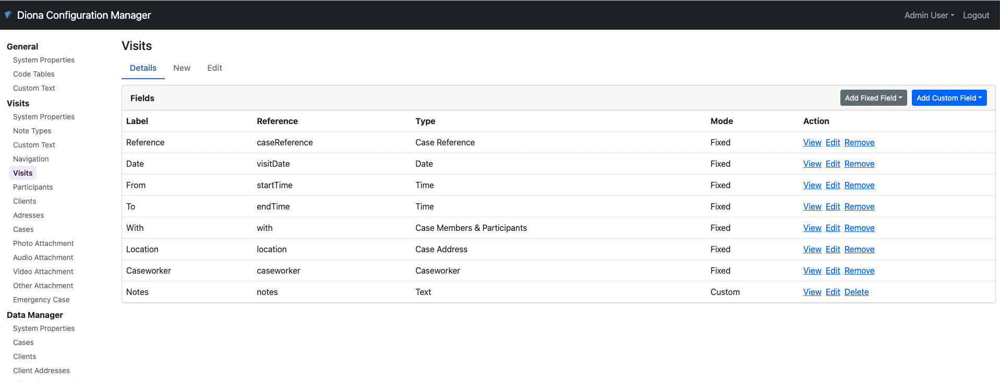 Diona Configuration Manager
Admin User Logout
General
System Properties
Code Tables
Custom Text
Visits
System Properties
Note Types
Custom Text
Navigation
Visits
Participants
Clients
Adresses
Cases
Photo Attachment
Audio Attachment
Video Attachment
Other Attachment
Emergency Case
Data Manager
System Properties
Cases
Clients
Client Addresses
Visits
Details New Edit
Fields Add Fixed Field Add Custom Field
Label Reference Type Mode Action
Reference caseReference Case Reference Fixed View Edit Remove
Date visitDate Date Fixed View Edit Remove
From startTime Time Fixed View Edit Remove
To endTime Time Fixed View Edit Remove
With with Case Members & Participants Fixed View Edit Remove
Location location Case Address Fixed View Edit Remove
Caseworker caseworker Caseworker Fixed View Edit Remove
Notes notes Text Custom View Edit Delete